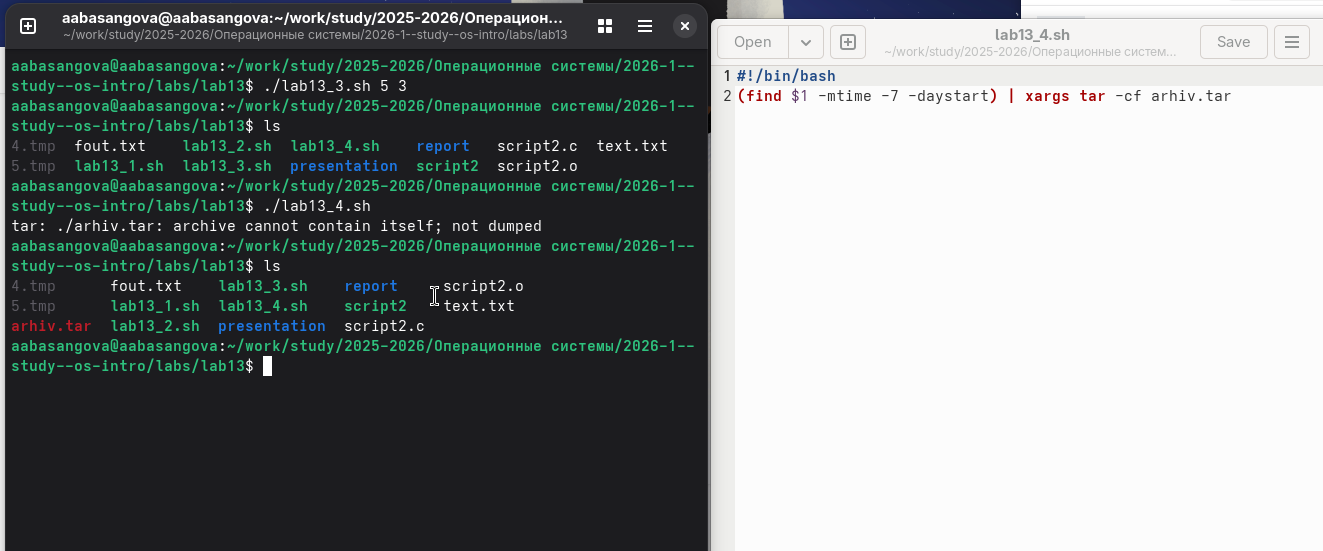 aabasangova@aabasangova:~/work/study/2025-2026/Операцион...
~/work/study/2025-2026/Операционные системы/2026-1--study--os-intro/labs/lab13
aabasangova@aabasangova:~/work/study/2025-2026/Операционные системы/2026-1--
study--os-intro/labs/lab13$ ./lab13_3.sh 5 3
aabasangova@aabasangova:~/work/study/2025-2026/Операционные системы/2026-1--
study--os-intro/labs/lab13$ ls
4.tmp fout.txt lab13_2.sh lab13_4.sh report script2.c text.txt
5.tmp lab13_1.sh lab13_3.sh presentation script2 script2.o
aabasangova@aabasangova:~/work/study/2025-2026/Операционные системы/2026-1--
study--os-intro/labs/lab13$ ./lab13_4.sh
tar: ./arhiv.tar: archive cannot contain itself; not dumped
aabasangova@aabasangova:~/work/study/2025-2026/Операционные системы/2026-1--
study--os-intro/labs/lab13$ ls
4.tmp fout.txt lab13_3.sh report script2.o
5.tmp lab13_1.sh lab13_4.sh script2 text.txt
arhiv.tar lab13_2.sh presentation script2.c
aabasangova@aabasangova:~/work/study/2025-2026/Операционные системы/2026-1--
study--os-intro/labs/lab13$
Open
lab13_4.sh
~/work/study/2025-2026/Операционные систем...
Save
1 #!/bin/bash
2 (find $1 -mtime -7 -daystart) | xargs tar -cf arhiv.tar